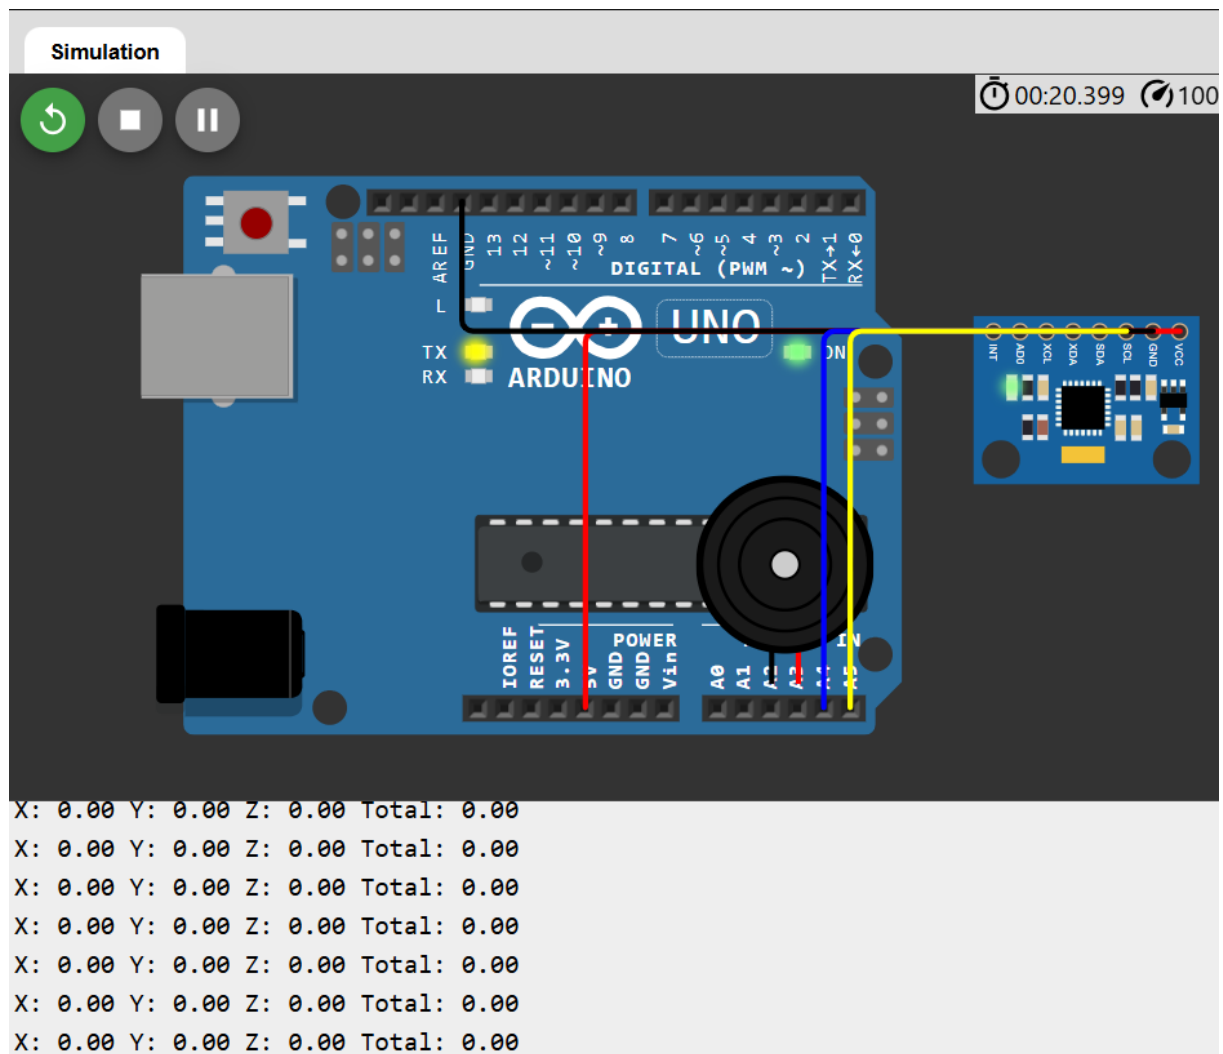 Simulation
00:20.399 100
AREF
GND
13
12
~11
~10
~9
8
7
~6
~5
4
~3
2
TX→1
RX←0
DIGITAL (PWM ~)
L
TX
RX
UNO
ARDUINO
ON
INT
AD0
XCL
XDA
SDA
SCL
GND
VCC
POWER
IN
IOREF
RESET
3.3V
5V
GND
GND
Vin
A0
A1
A2
A3
A4
A5
X: 0.00 Y: 0.00 Z: 0.00 Total: 0.00
X: 0.00 Y: 0.00 Z: 0.00 Total: 0.00
X: 0.00 Y: 0.00 Z: 0.00 Total: 0.00
X: 0.00 Y: 0.00 Z: 0.00 Total: 0.00
X: 0.00 Y: 0.00 Z: 0.00 Total: 0.00
X: 0.00 Y: 0.00 Z: 0.00 Total: 0.00
X: 0.00 Y: 0.00 Z: 0.00 Total: 0.00